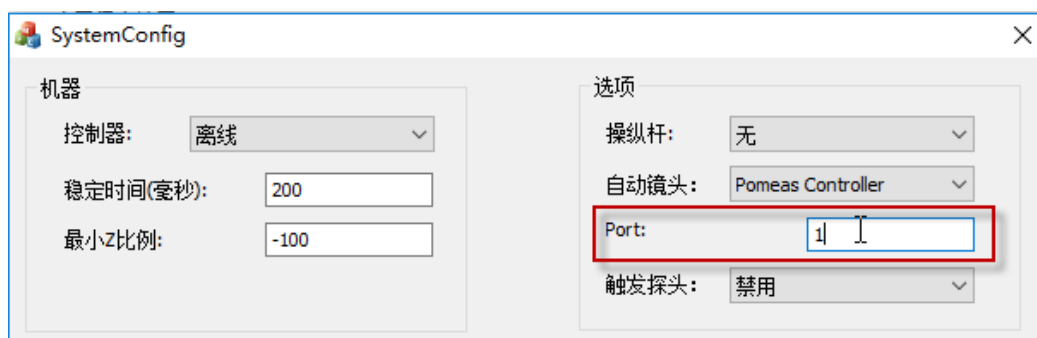 SystemConfig
机器
控制器:
离线
稳定时间(毫秒):
200
最小Z比例:
-100
选项
操纵杆:
无
自动镜头:
Pomeas Controller
Port:
1
触发探头:
禁用